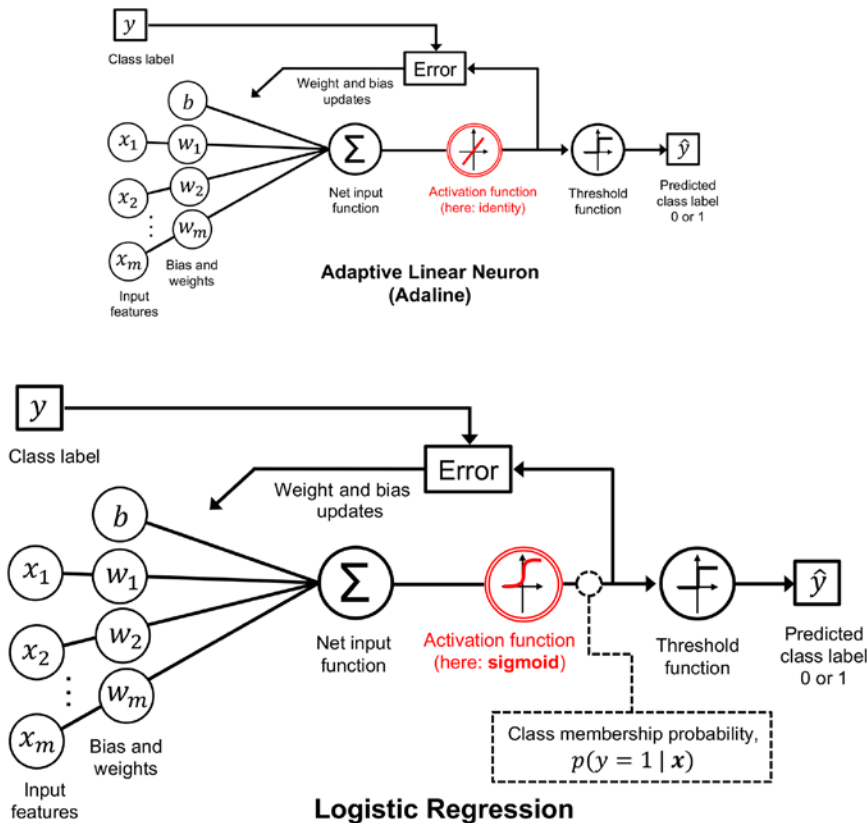 y
Class label
Error
Weight and bias
updates
b
x₁
w₁
x₂
w₂
⋮
wₘ
xₘ
Σ
ŷ
Net input
function
Activation function
(here: identity)
Threshold
function
Predicted
class label
0 or 1
Bias and
weights
Input
features
Adaptive Linear Neuron
(Adaline)
y
Class label
Error
Weight and bias
updates
b
x₁
w₁
x₂
w₂
⋮
wₘ
xₘ
Σ
ŷ
Net input
function
Activation function
(here: sigmoid)
Threshold
function
Predicted
class label
0 or 1
Class membership probability,
p(y = 1 | x)
Bias and
weights
Input
features
Logistic Regression